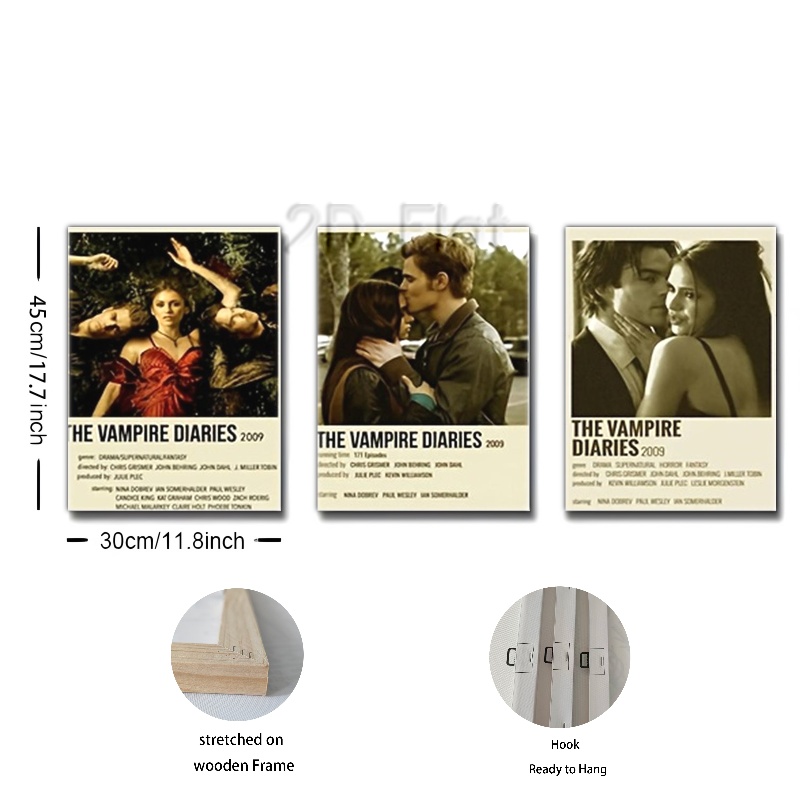 2D Flat
45cm/17.7inch
THE VAMPIRE DIARIES 2009
genre: DRAMA/SUPERNATURAL/FANTASY
directed by: CHRIS GRISMER JOHN BEHRING JOHN DAHL J. MILLER TOBIN
produced by: JULIE PLEC
starring: NINA DOBREV IAN SOMERHALDER PAUL WESLEY
CANDICE KING KAT GRAHAM CHRIS WOOD ZACH ROERIG
MICHAEL MALARKEY CLAIRE HOLT PHOEBE TONKIN
THE VAMPIRE DIARIES 2009
running time: 171 Episodes
directed by CHRIS GRISMER JOHN BEHRING JOHN DAHL
produced by JULIE PLEC KEVIN WILLIAMSON
starring NINA DOBREV PAUL WESLEY IAN SOMERHALDER
THE VAMPIRE
DIARIES 2009
genre DRAMA SUPERNATURAL HORROR FANTASY
directed by CHRIS GRISMER JOHN DAHL JOHN BEHRING J.MILLER TOBIN
produced by KEVIN WILLIAMSON JULIE PLEC LESLIE MORGENSTEIN
starring NINA DOBREV PAUL WESLEY IAN SOMERHALDER
30cm/11.8inch
stretched on
wooden Frame
Hook
Ready to Hang